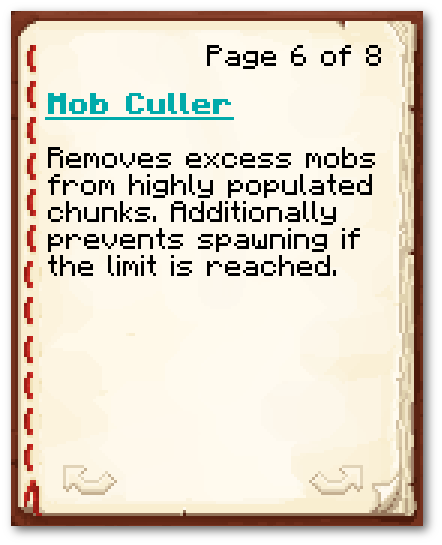 Page 6 of 8
Mob Culler
Removes excess mobs
from highly populated
chunks. Additionally
prevents spawning if
the limit is reached.